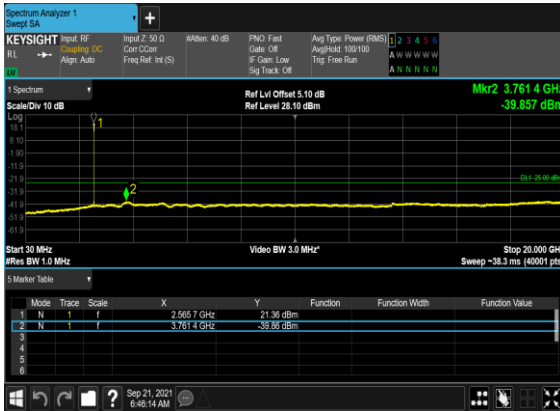 Spectrum Analyzer 1
Swept SA
+
KEYSIGHT Input: RF Input Z: 50 Ω #Atten: 40 dB PNO: Fast Avg Type: Power (RMS) 1 2 3 4 5 6
RL Coupling: DC Corr CCorr Gate: Off Avg|Hold: 100/100 A W W W W W
Align: Auto Freq Ref: Int (S) IF Gain: Low Trig: Free Run
Sig Track: Off A N N N N N
1 Spectrum Ref Lvl Offset 5.10 dB Mkr2 3.761 4 GHz
Scale/Div 10 dB Ref Level 28.10 dBm -39.857 dBm
Log
18.1
8.10
-1.90
-11.9
-21.9
-31.9
-41.9
-51.9
-61.9
1
2
DL1 -25.00 dBm
Start 30 MHz Video BW 3.0 MHz* Stop 20.000 GHz
#Res BW 1.0 MHz Sweep ~38.3 ms (40001 pts)
5 Marker Table
Mode Trace Scale X Y Function Function Width Function Value
1 N 1 f 2.565 7 GHz 21.36 dBm
2 N 1 f 3.761 4 GHz -39.86 dBm
3
4
5
6
? Sep 21, 2021
6:46:14 AM